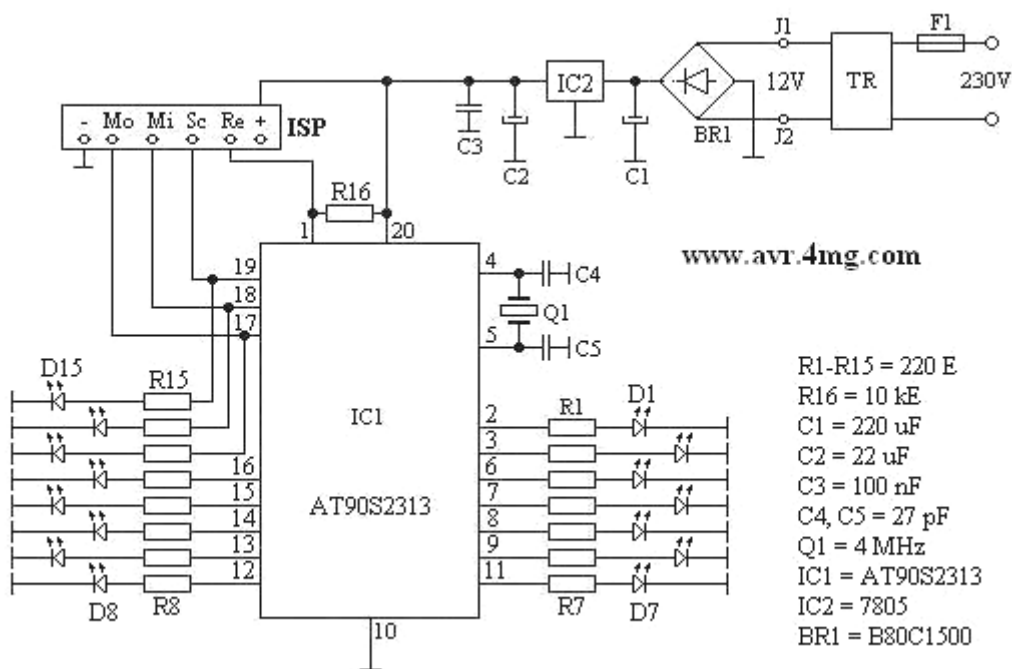 J1
F1
IC2
12V
TR
230V
BR1
J2
C3
C2
C1
- Mo Mi Sc Re +
ISP
R16
1
20
www.avr.4mg.com
19
18
17
4
C4
Q1
5
C5
D15
R15
IC1
AT90S2313
2
R1
D1
3
16
6
15
7
14
8
13
9
12
11
D8
R8
R7
D7
10
R1-R15 = 220 E
R16 = 10 kE
C1 = 220 uF
C2 = 22 uF
C3 = 100 nF
C4, C5 = 27 pF
Q1 = 4 MHz
IC1 = AT90S2313
IC2 = 7805
BR1 = B80C1500